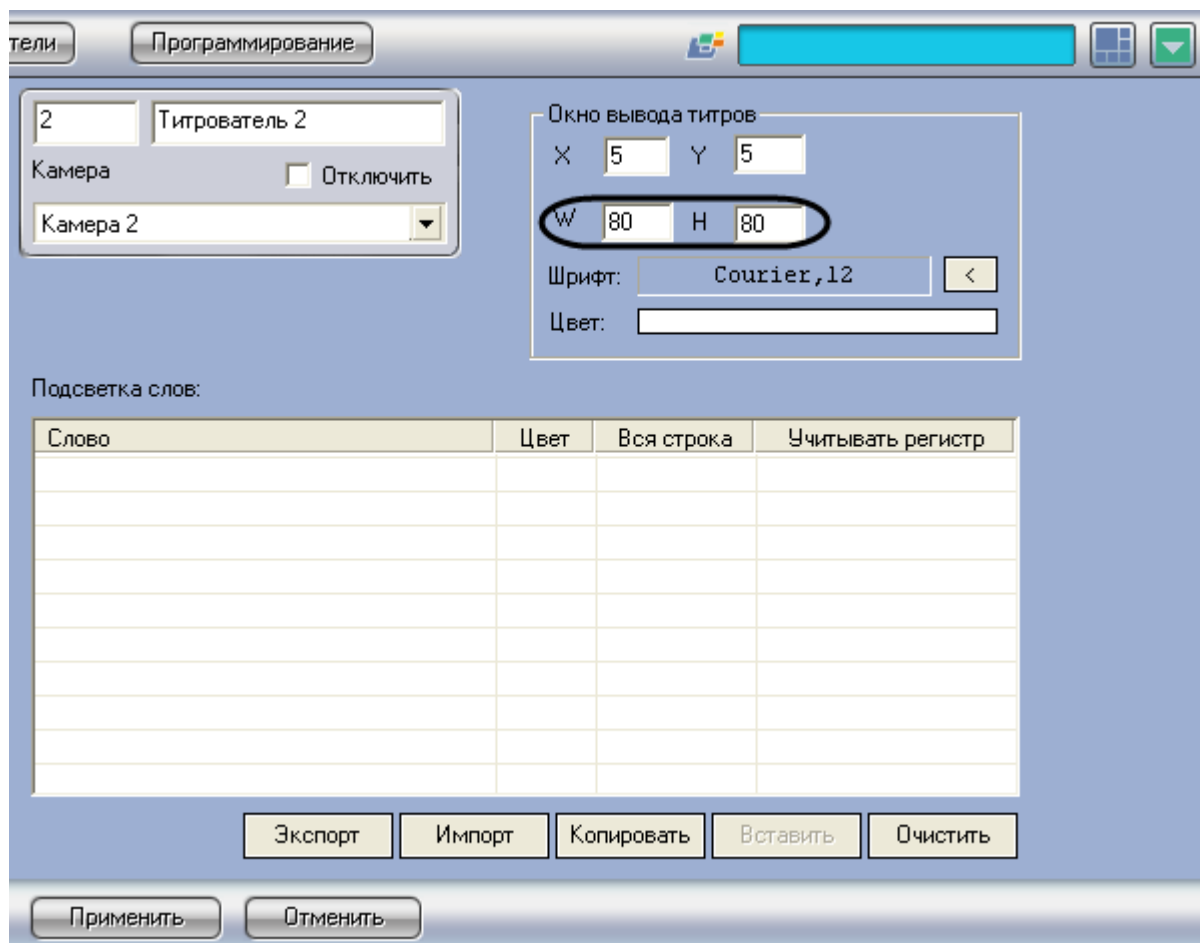 тели Программирование
2 Титрователь 2
Камера Отключить
Камера 2
Окно вывода титров
X 5 Y 5
W 80 H 80
Шрифт: Courier,12 <
Цвет:
Подсветка слов:
Слово Цвет Вся строка Учитывать регистр
Экспорт Импорт Копировать Вставить Очистить
Применить Отменить